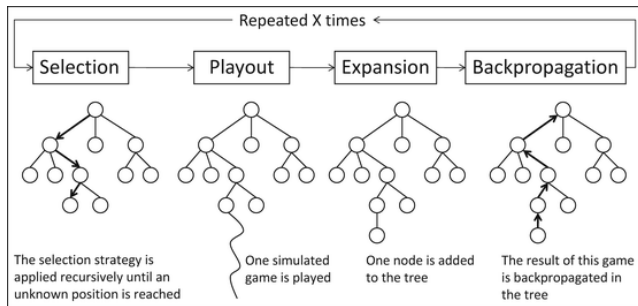 Repeated X times
Selection
Playout
Expansion
Backpropagation
The selection strategy is
applied recursively until an
unknown position is reached
One simulated
game is played
One node is added
to the tree
The result of this game
is backpropagated in
the tree